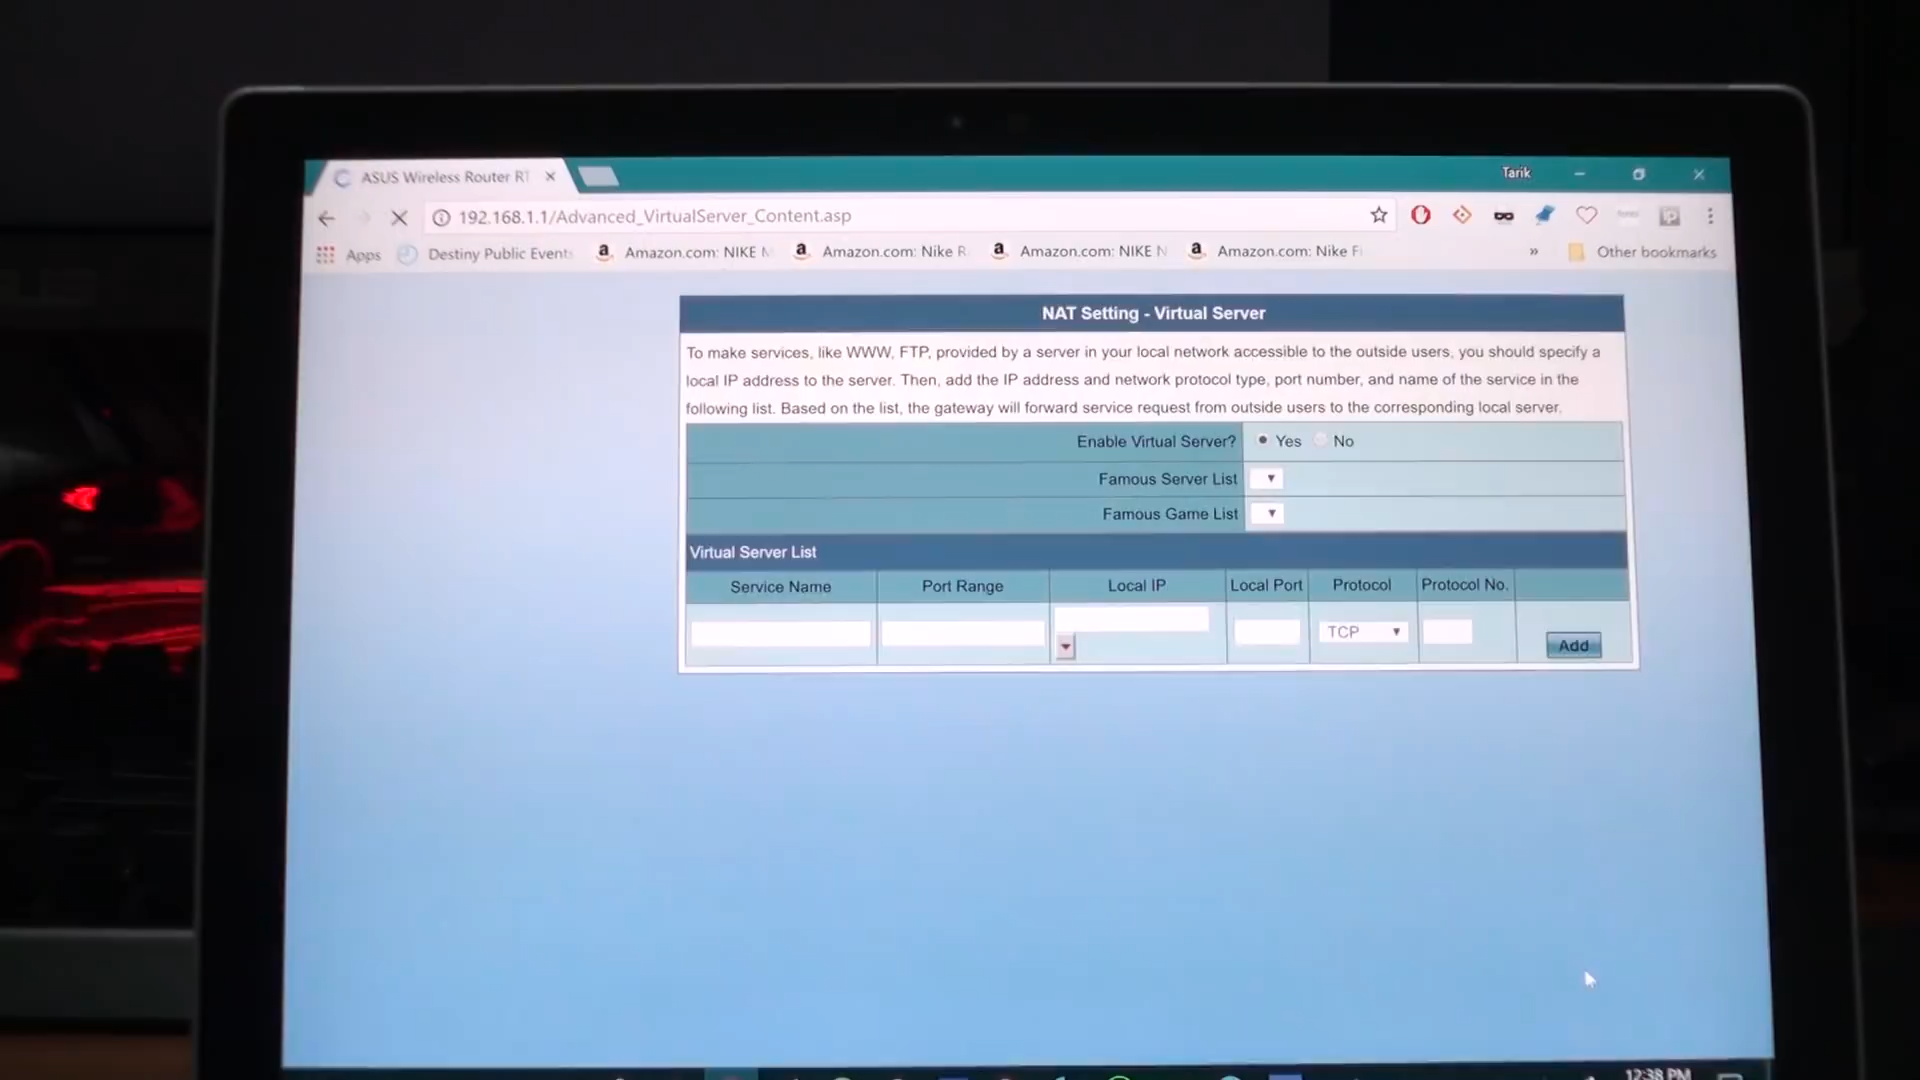 ASUS Wireless Router RT
Tarik
192.168.1.1/Advanced_VirtualServer_Content.asp
Apps
Destiny Public Events
Amazon.com: NIKE M
Amazon.com: Nike R
Amazon.com: NIKE N
Amazon.com: Nike Fi
»
Other bookmarks
NAT Setting - Virtual Server
To make services, like WWW, FTP, provided by a server in your local network accessible to the outside users, you should specify a
local IP address to the server. Then, add the IP address and network protocol type, port number, and name of the service in the
following list. Based on the list, the gateway will forward service request from outside users to the corresponding local server.
Enable Virtual Server? Yes No
Famous Server List
Famous Game List
Virtual Server List
Service Name Port Range Local IP Local Port Protocol Protocol No.
TCP
Add
12:38 PM